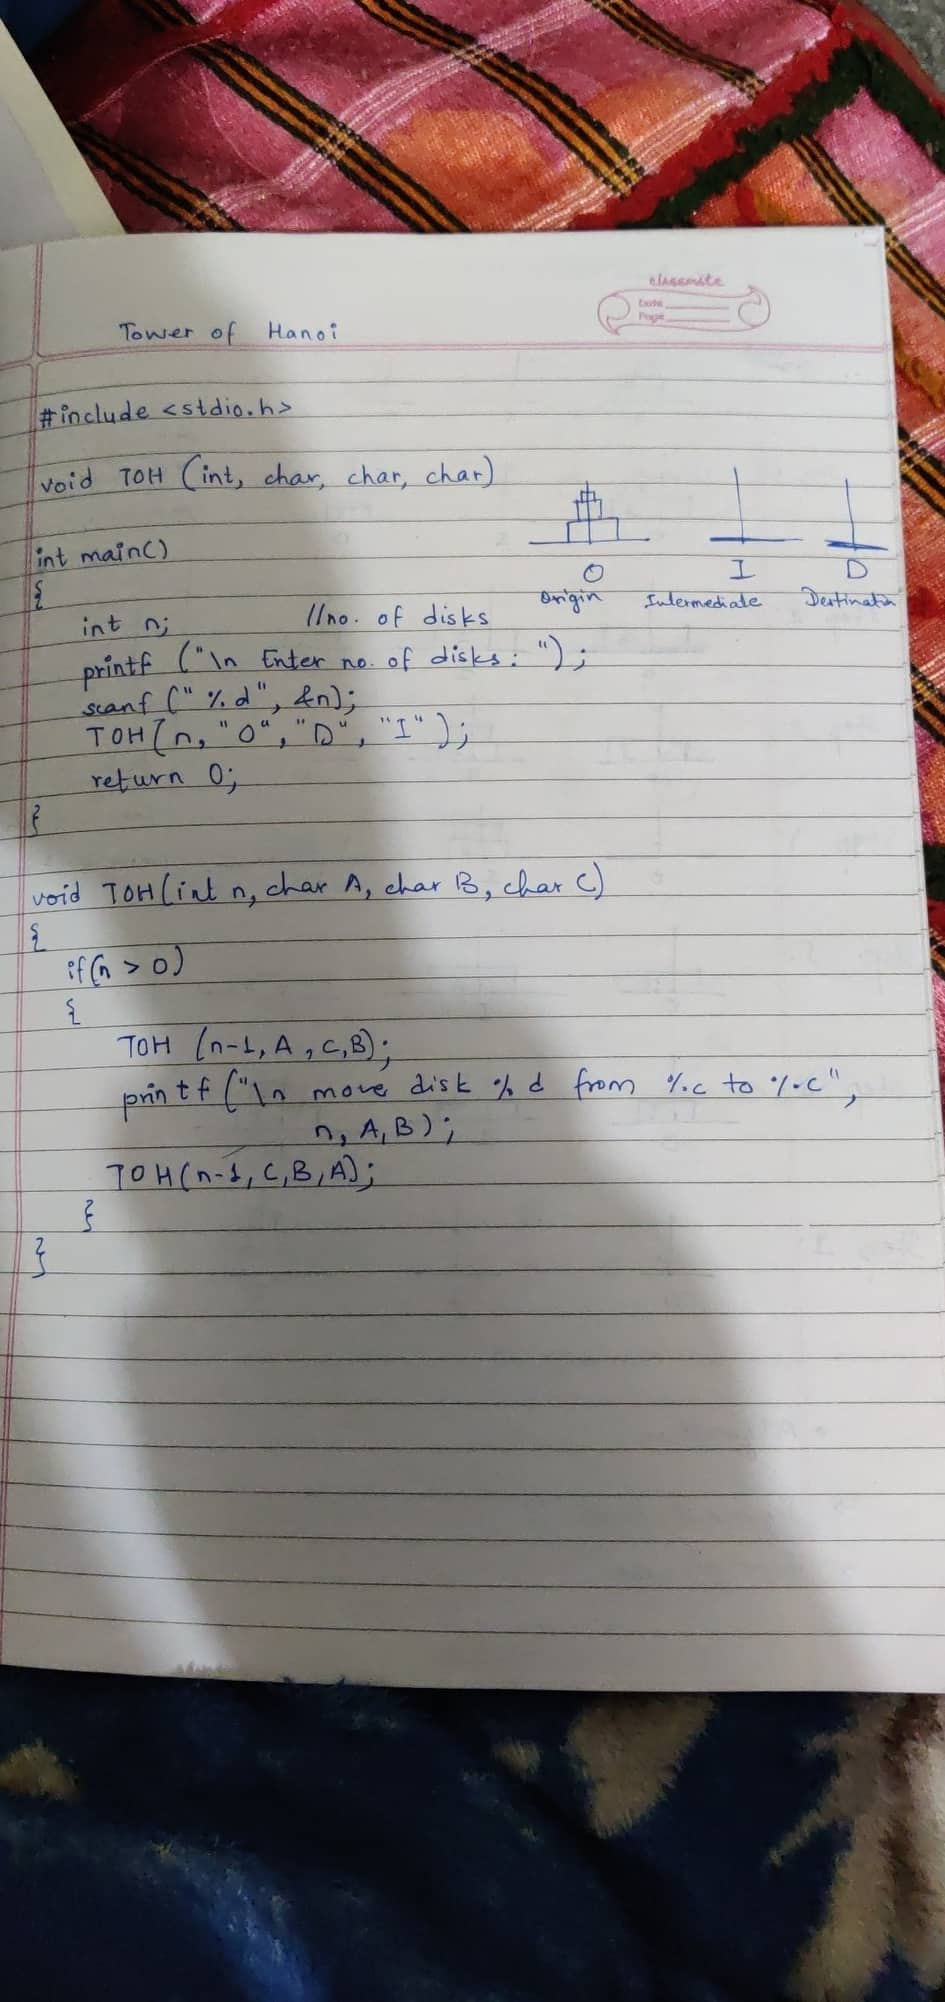 classmate
Date
Page
Tower of Hanoi
#include <stdio.h>
void TOH (int, char, char, char)
int main()
{
O I D
Origin Intermediate Destination
int n; //no. of disks
printf ("\n Enter no. of disks: ");
scanf ("%d", &n);
TOH (n, "O", "D", "I");
return 0;
}
void TOH (int n, char A, char B, char C)
{
if (n > 0)
{
TOH (n-1, A, C, B);
printf ("\n move disk %d from %c to %c",
n, A, B);
TOH (n-1, C, B, A);
}
}